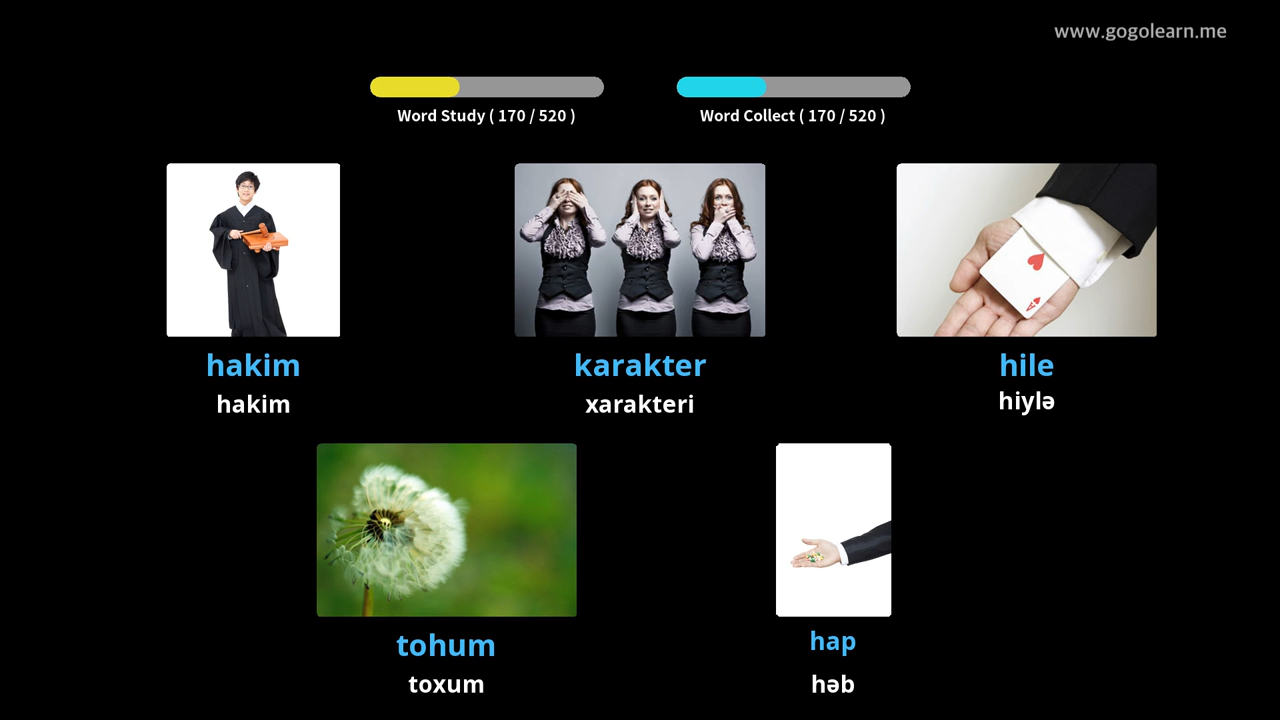 www.gogolearn.me
Word Study ( 170 / 520 )
Word Collect ( 170 / 520 )
hakim
hakim
karakter
xarakteri
hile
hiylə
tohum
toxum
hap
həb